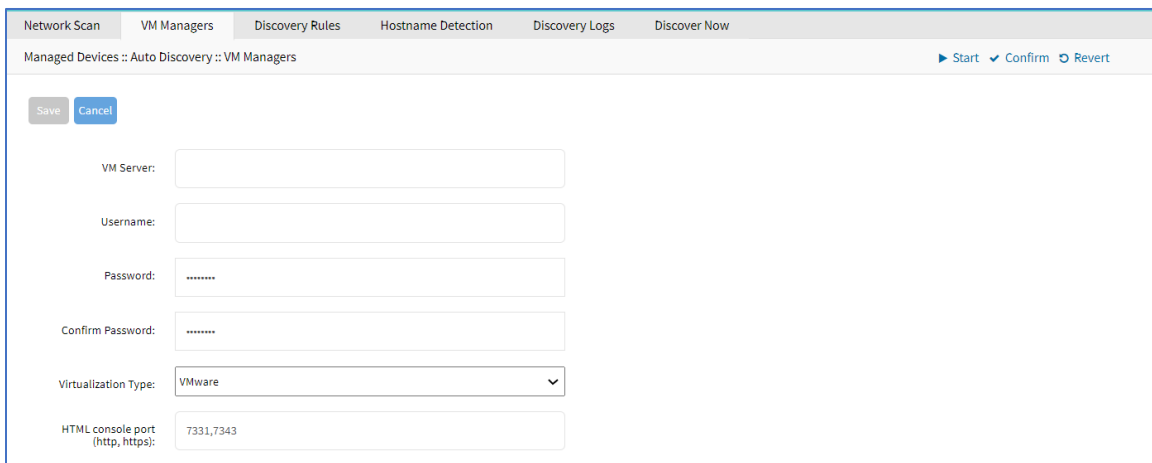 Network Scan VM Managers Discovery Rules Hostname Detection Discovery Logs Discover Now
Managed Devices :: Auto Discovery :: VM Managers Start Confirm Revert
Save Cancel
VM Server:
Username:
Password: ••••••••
Confirm Password: ••••••••
Virtualization Type: VMware
HTML console port
(http, https): 7331,7343